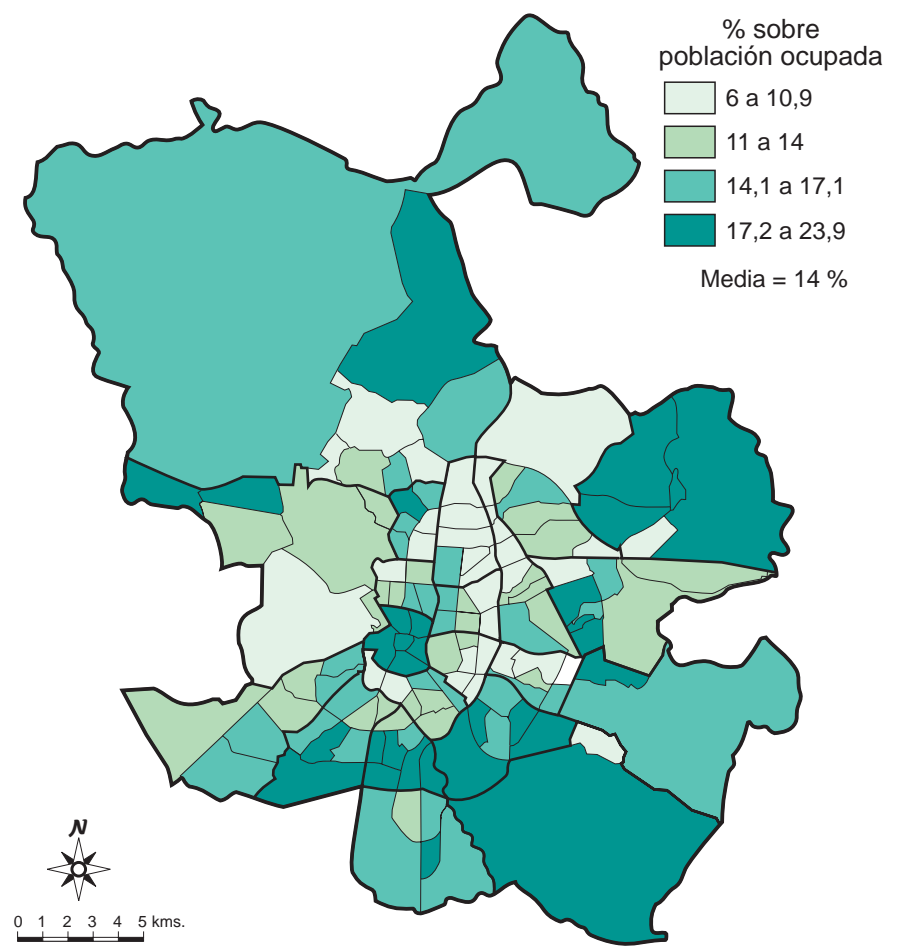 % sobre
población ocupada
6 a 10,9
11 a 14
14,1 a 17,1
17,2 a 23,9
Media = 14 %
N
0 1 2 3 4 5 kms.